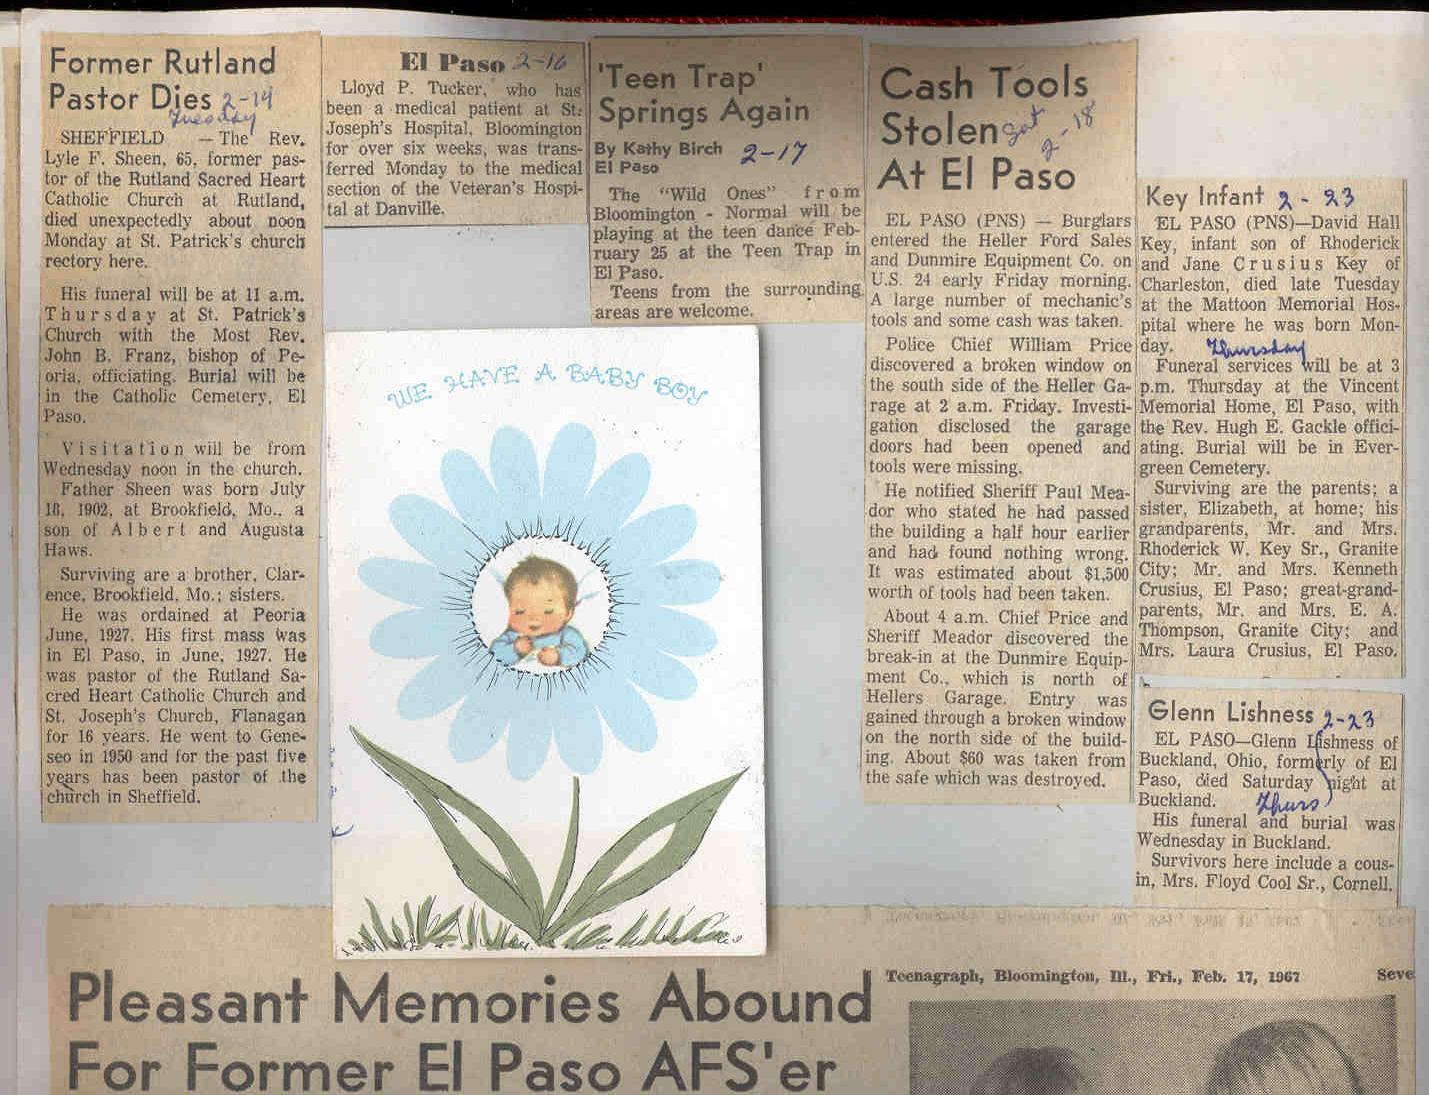 Former Rutland
Pastor Dies 2-14
Tuesday
SHEFFIELD — The Rev.
Lyle F. Sheen, 65, former pas-
tor of the Rutland Sacred Heart
Catholic Church at Rutland,
died unexpectedly about noon
Monday at St. Patrick's church
rectory here.
His funeral will be at 11 a.m.
Thursday at St. Patrick's
Church with the Most Rev.
John B. Franz, bishop of Pe-
oria, officiating. Burial will be
in the Catholic Cemetery, El
Paso.
Visitation will be from
Wednesday noon in the church.
Father Sheen was born July
18, 1902, at Brookfield, Mo., a
son of Albert and Augusta
Haws.
Surviving are a brother, Clar-
ence, Brookfield, Mo.; sisters.
He was ordained at Peoria
June, 1927. His first mass was
in El Paso, in June, 1927. He
was pastor of the Rutland Sa-
cred Heart Catholic Church and
St. Joseph's Church, Flanagan
for 16 years. He went to Gene-
seo in 1950 and for the past five
years has been pastor of the
church in Sheffield.
El Paso 2-16
Lloyd P. Tucker, who has
been a medical patient at St.
Joseph's Hospital, Bloomington
for over six weeks, was trans-
ferred Monday to the medical
section of the Veteran's Hospi-
tal at Danville.
'Teen Trap'
Springs Again
By Kathy Birch 2-17
El Paso
The "Wild Ones" from
Bloomington - Normal will be
playing at the teen dance Feb-
ruary 25 at the Teen Trap in
El Paso.
Teens from the surrounding
areas are welcome.
WE HAVE A BABY BOY
Cash Tools
Stolen Sat 2-18
At El Paso
EL PASO (PNS) — Burglars
entered the Heller Ford Sales
and Dunmire Equipment Co. on
U.S. 24 early Friday morning.
A large number of mechanic's
tools and some cash was taken.
Police Chief William Price
discovered a broken window on
the south side of the Heller Ga-
rage at 2 a.m. Friday. Investi-
gation disclosed the garage
doors had been opened and
tools were missing.
He notified Sheriff Paul Mea-
dor who stated he had passed
the building a half hour earlier
and had found nothing wrong.
It was estimated about $1,500
worth of tools had been taken.
About 4 a.m. Chief Price and
Sheriff Meador discovered the
break-in at the Dunmire Equip-
ment Co., which is north of
Hellers Garage. Entry was
gained through a broken window
on the north side of the build-
ing. About $60 was taken from
the safe which was destroyed.
Key Infant 2-23
EL PASO (PNS)—David Hall
Key, infant son of Rhoderick
and Jane Crusius Key of
Charleston, died late Tuesday
at the Mattoon Memorial Hos-
pital where he was born Mon-
day. Thursday
Funeral services will be at 3
p.m. Thursday at the Vincent
Memorial Home, El Paso, with
the Rev. Hugh E. Gackle offici-
ating. Burial will be in Ever-
green Cemetery.
Surviving are the parents; a
sister, Elizabeth, at home; his
grandparents, Mr. and Mrs.
Rhoderick W. Key Sr., Granite
City; Mr. and Mrs. Kenneth
Crusius, El Paso; great-grand-
parents, Mr. and Mrs. E. A.
Thompson, Granite City; and
Mrs. Laura Crusius, El Paso.
Glenn Lishness 2-23
EL PASO—Glenn Lishness of
Buckland, Ohio, formerly of El
Paso, died Saturday night at
Buckland. Thurs
His funeral and burial was
Wednesday in Buckland.
Survivors here include a cous-
in, Mrs. Floyd Cool Sr., Cornell.
Pleasant Memories Abound
For Former El Paso AFS'er
Teenagraph, Bloomington, Ill., Fri., Feb. 17, 1967 Seve